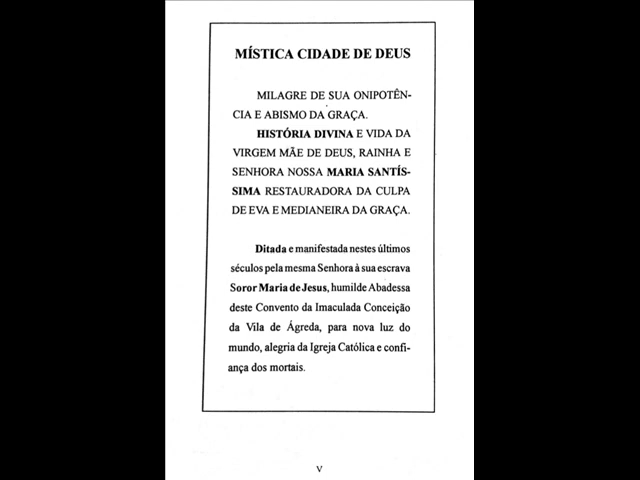 MÍSTICA CIDADE DE DEUS
MILAGRE DE SUA ONIPOTÊN-
CIA E ABISMO DA GRAÇA.
HISTÓRIA DIVINA E VIDA DA
VIRGEM MÃE DE DEUS, RAINHA E
SENHORA NOSSA MARIA SANTÍS-
SIMA RESTAURADORA DA CULPA
DE EVA E MEDIANEIRA DA GRAÇA.
Ditada e manifestada nestes últimos
séculos pela mesma Senhora à sua escrava
Soror Maria de Jesus, humilde Abadessa
deste Convento da Imaculada Conceição
da Vila de Ágreda, para nova luz do
mundo, alegria da Igreja Católica e confi-
ança dos mortais.
V